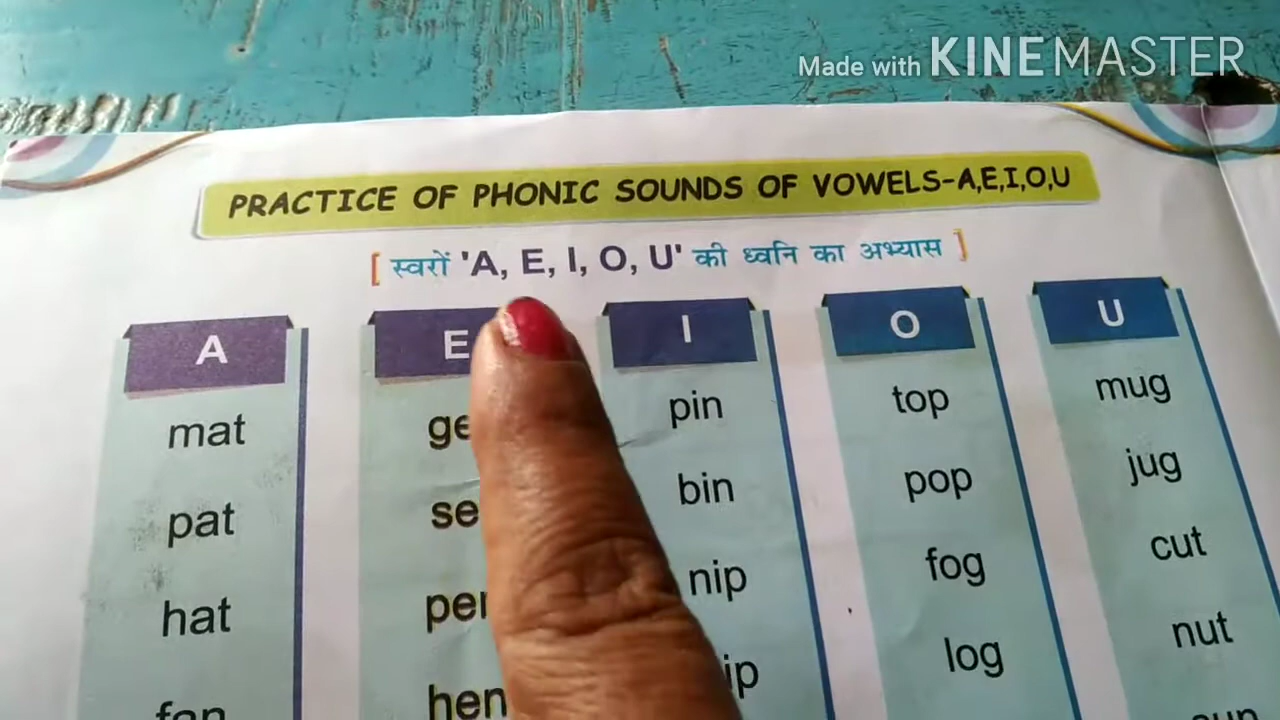 Made with KINEMASTER
PRACTICE OF PHONIC SOUNDS OF VOWELS-A,E,I,O,U
[ स्वरों 'A, E, I, O, U' की ध्वनि का अभ्यास ]
A E I O U
mat pin top mug
pat bin pop jug
hat nip fog cut
hen log nut